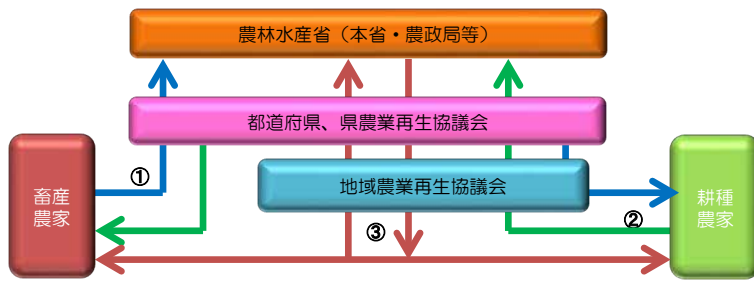 農林水産省（本省・農政局等）
都道府県、県農業再生協議会
①
地域農業再生協議会
畜産
農家
耕種
農家
②
③